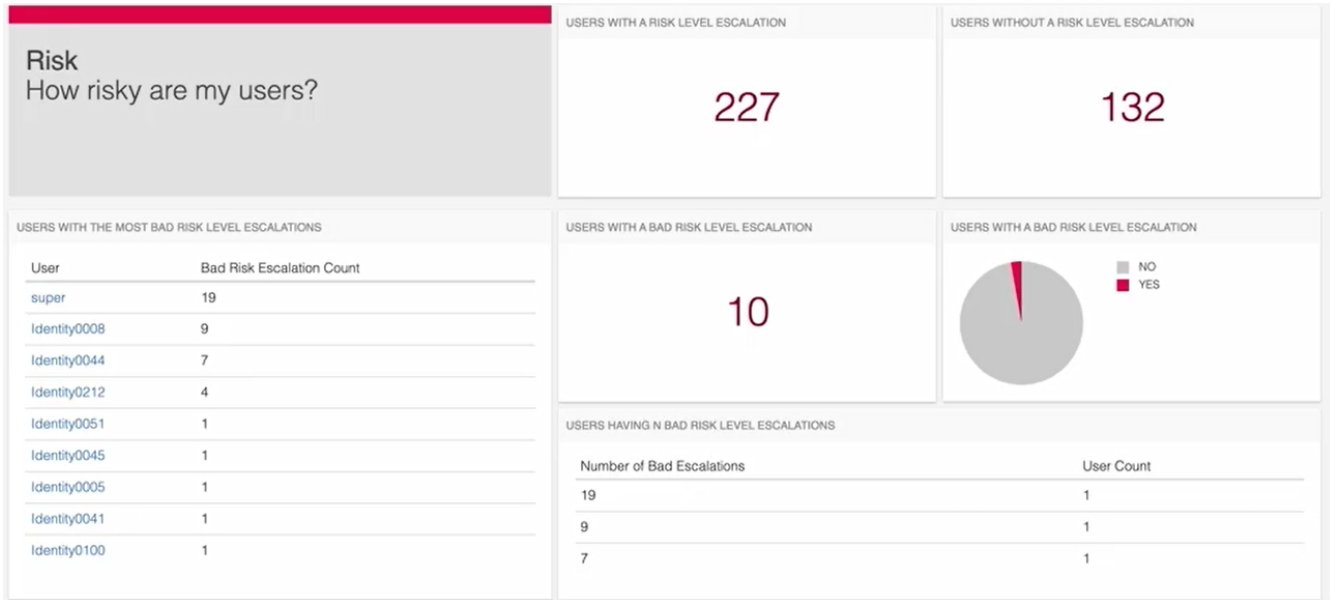 Risk
How risky are my users?
USERS WITH A RISK LEVEL ESCALATION
227
USERS WITHOUT A RISK LEVEL ESCALATION
132
USERS WITH THE MOST BAD RISK LEVEL ESCALATIONS
User Bad Risk Escalation Count
super 19
Identity0008 9
Identity0044 7
Identity0212 4
Identity0051 1
Identity0045 1
Identity0005 1
Identity0041 1
Identity0100 1
USERS WITH A BAD RISK LEVEL ESCALATION
10
USERS WITH A BAD RISK LEVEL ESCALATION
NO
YES
USERS HAVING N BAD RISK LEVEL ESCALATIONS
Number of Bad Escalations User Count
19 1
9 1
7 1